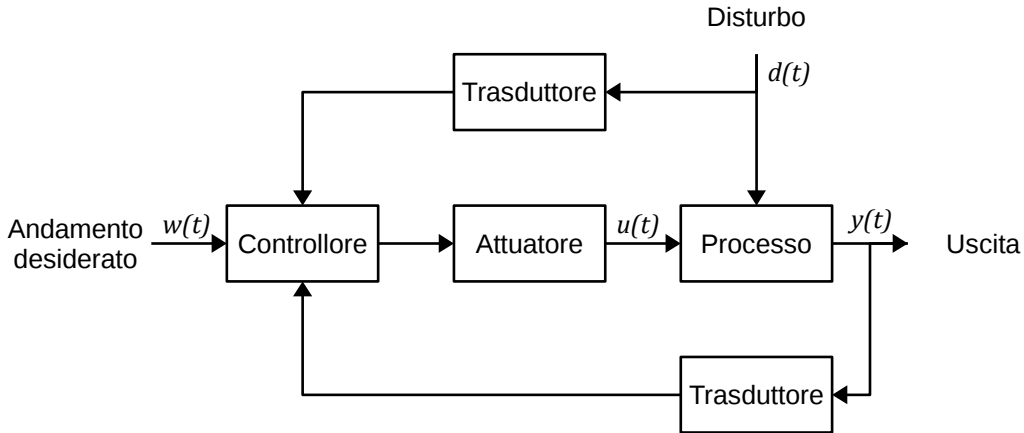 Disturbo
d(t)
Trasduttore
Andamento
desiderato
w(t)
Controllore
Attuatore
u(t)
Processo
y(t)
Uscita
Trasduttore